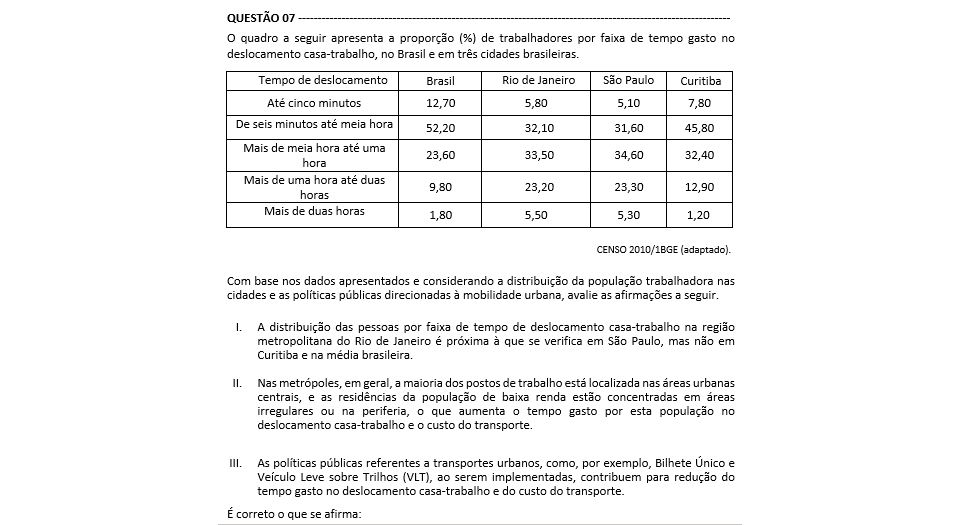 QUESTÃO 07 ------------------------------------------------------------------------------------------------
O quadro a seguir apresenta a proporção (%) de trabalhadores por faixa de tempo gasto no
deslocamento casa-trabalho, no Brasil e em três cidades brasileiras.
Tempo de deslocamento Brasil Rio de Janeiro São Paulo Curitiba
Até cinco minutos 12,70 5,80 5,10 7,80
De seis minutos até meia hora 52,20 32,10 31,60 45,80
Mais de meia hora até uma
hora 23,60 33,50 34,60 32,40
Mais de uma hora até duas
horas 9,80 23,20 23,30 12,90
Mais de duas horas 1,80 5,50 5,30 1,20
CENSO 2010/1BGE (adaptado).
Com base nos dados apresentados e considerando a distribuição da população trabalhadora nas
cidades e as políticas públicas direcionadas à mobilidade urbana, avalie as afirmações a seguir.
I. A distribuição das pessoas por faixa de tempo de deslocamento casa-trabalho na região
metropolitana do Rio de Janeiro é próxima à que se verifica em São Paulo, mas não em
Curitiba e na média brasileira.
II. Nas metrópoles, em geral, a maioria dos postos de trabalho está localizada nas áreas urbanas
centrais, e as residências da população de baixa renda estão concentradas em áreas
irregulares ou na periferia, o que aumenta o tempo gasto por esta população no
deslocamento casa-trabalho e o custo do transporte.
III. As políticas públicas referentes a transportes urbanos, como, por exemplo, Bilhete Único e
Veículo Leve sobre Trilhos (VLT), ao serem implementadas, contribuem para redução do
tempo gasto no deslocamento casa-trabalho e do custo do transporte.
É correto o que se afirma: